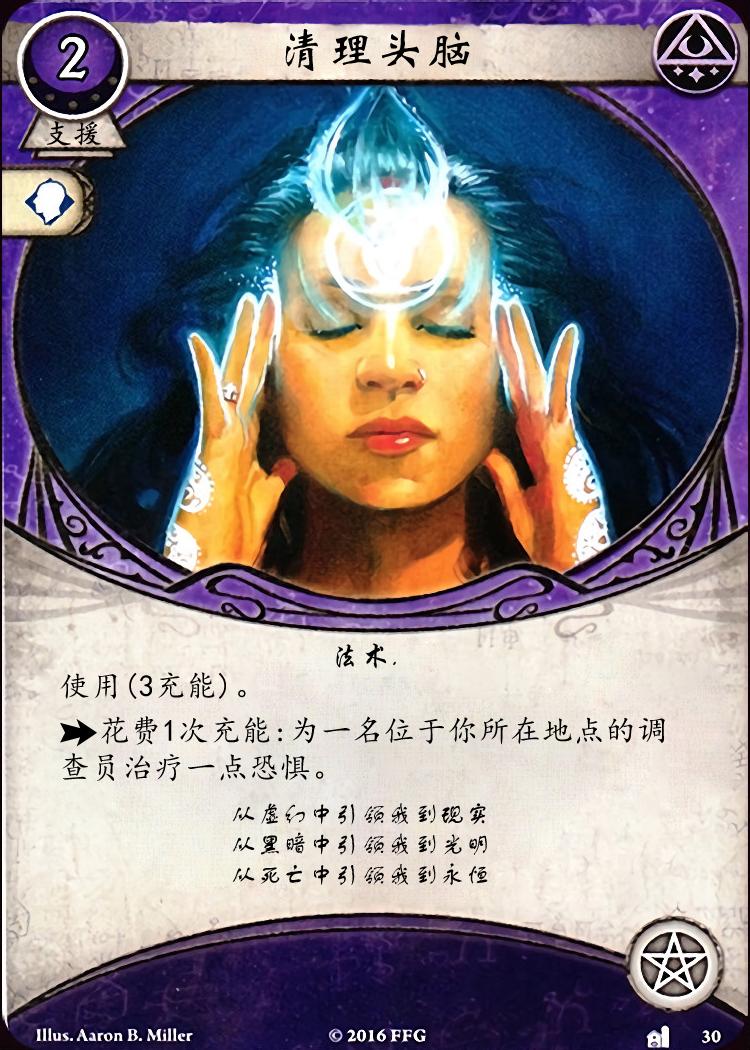 2
清理头脑
支援
法术.
使用(3充能)。
花费1次充能:为一名位于你所在地点的调
查员治疗一点恐惧。
从虚幻中引领我到现实
从黑暗中引领我到光明
从死亡中引领我到永恒
Illus. Aaron B. Miller
© 2016 FFG
30